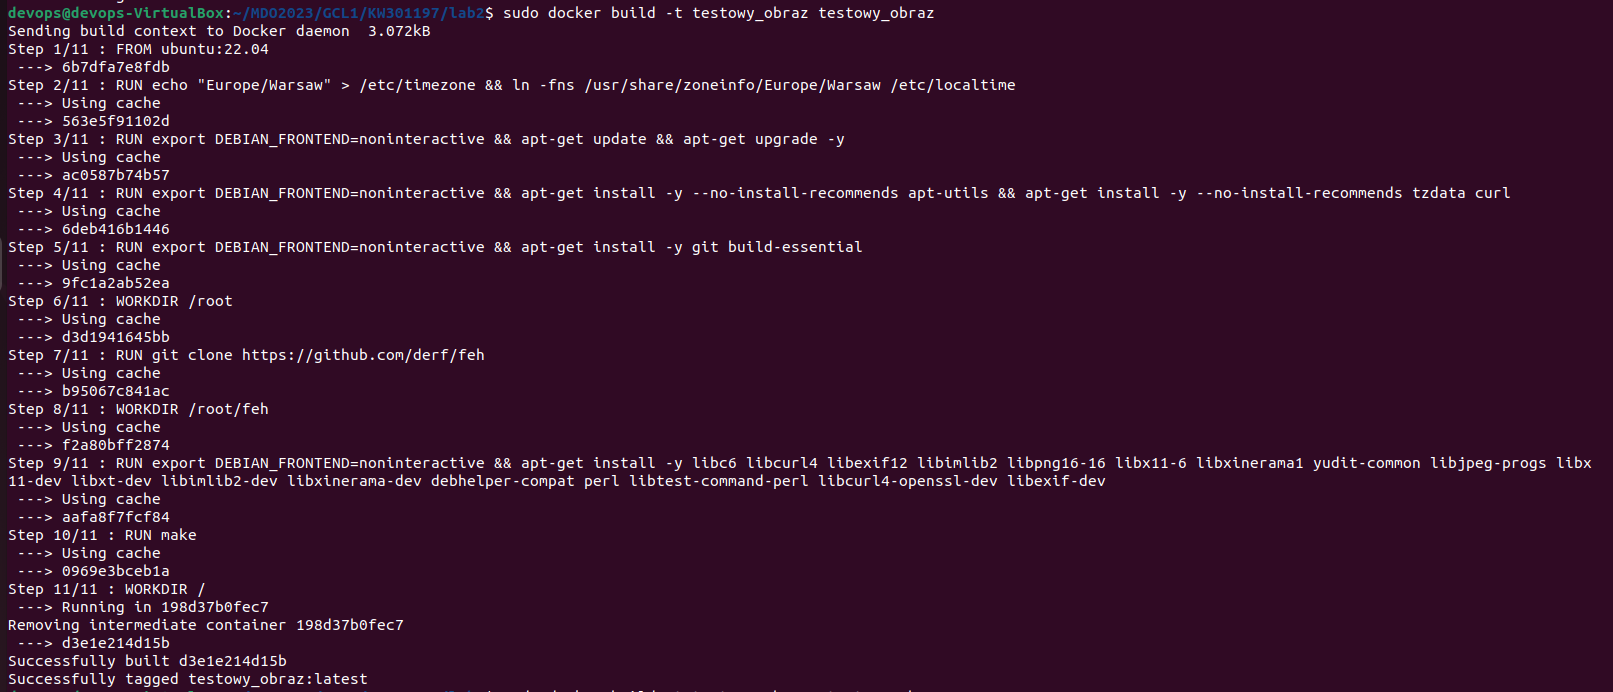 devops@devops-VirtualBox:~/MDO2023/GCL1/KW301197/lab2$ sudo docker build -t testowy_obraz testowy_obraz
Sending build context to Docker daemon  3.072kB
Step 1/11 : FROM ubuntu:22.04
 ---> 6b7dfa7e8fdb
Step 2/11 : RUN echo "Europe/Warsaw" > /etc/timezone && ln -fns /usr/share/zoneinfo/Europe/Warsaw /etc/localtime
 ---> Using cache
 ---> 563e5f91102d
Step 3/11 : RUN export DEBIAN_FRONTEND=noninteractive && apt-get update && apt-get upgrade -y
 ---> Using cache
 ---> ac0587b74b57
Step 4/11 : RUN export DEBIAN_FRONTEND=noninteractive && apt-get install -y --no-install-recommends apt-utils && apt-get install -y --no-install-recommends tzdata curl
 ---> Using cache
 ---> 6deb416b1446
Step 5/11 : RUN export DEBIAN_FRONTEND=noninteractive && apt-get install -y git build-essential
 ---> Using cache
 ---> 9fc1a2ab52ea
Step 6/11 : WORKDIR /root
 ---> Using cache
 ---> d3d1941645bb
Step 7/11 : RUN git clone https://github.com/derf/feh
 ---> Using cache
 ---> b95067c841ac
Step 8/11 : WORKDIR /root/feh
 ---> Using cache
 ---> f2a80bff2874
Step 9/11 : RUN export DEBIAN_FRONTEND=noninteractive && apt-get install -y libc6 libcurl4 libexif12 libimlib2 libpng16-16 libx11-6 libxinerama1 yudit-common libjpeg-progs libx
11-dev libxt-dev libimlib2-dev libxinerama-dev debhelper-compat perl libtest-command-perl libcurl4-openssl-dev libexif-dev
 ---> Using cache
 ---> aafa8f7fcf84
Step 10/11 : RUN make
 ---> Using cache
 ---> 0969e3bceb1a
Step 11/11 : WORKDIR /
 ---> Running in 198d37b0fec7
Removing intermediate container 198d37b0fec7
 ---> d3e1e214d15b
Successfully built d3e1e214d15b
Successfully tagged testowy_obraz:latest